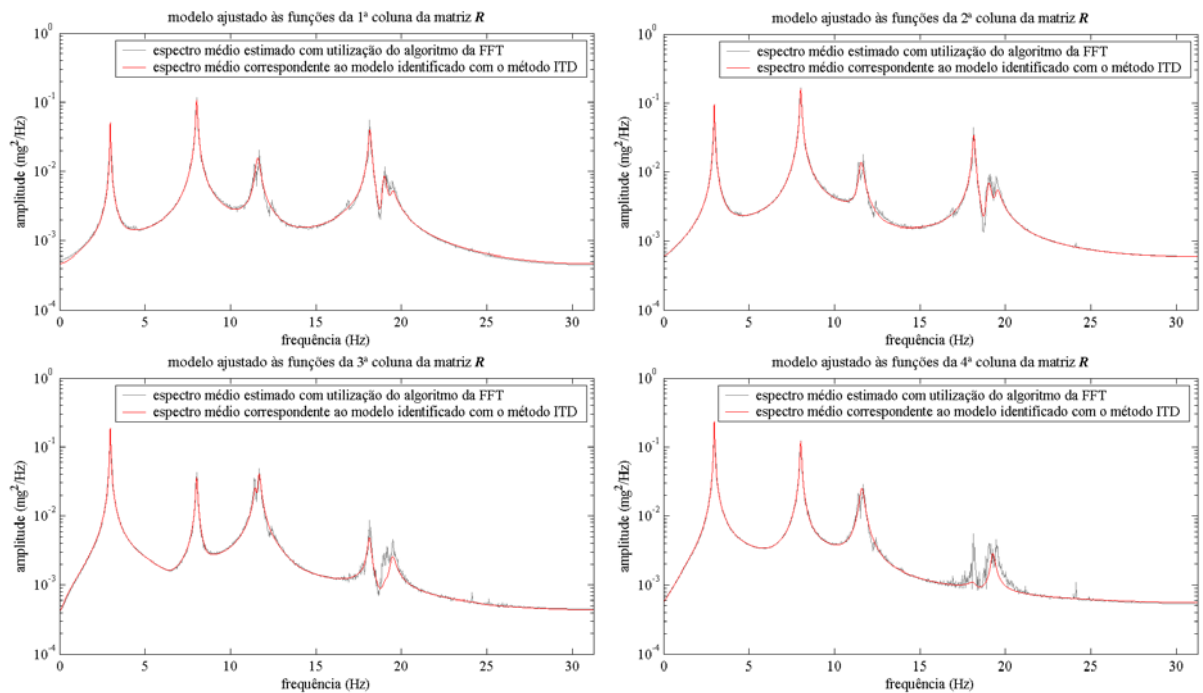 modelo ajustado às funções da 1ª coluna da matriz R
10⁰
10⁻¹
10⁻²
10⁻³
10⁻⁴
amplitude (mg²/Hz)
espectro médio estimado com utilização do algoritmo da FFT
espectro médio correspondente ao modelo identificado com o método ITD
0 5 10 15 20 25 30
frequência (Hz)
modelo ajustado às funções da 2ª coluna da matriz R
10⁰
10⁻¹
10⁻²
10⁻³
10⁻⁴
amplitude (mg²/Hz)
espectro médio estimado com utilização do algoritmo da FFT
espectro médio correspondente ao modelo identificado com o método ITD
0 5 10 15 20 25 30
frequência (Hz)
modelo ajustado às funções da 3ª coluna da matriz R
10⁰
10⁻¹
10⁻²
10⁻³
10⁻⁴
amplitude (mg²/Hz)
espectro médio estimado com utilização do algoritmo da FFT
espectro médio correspondente ao modelo identificado com o método ITD
0 5 10 15 20 25 30
frequência (Hz)
modelo ajustado às funções da 4ª coluna da matriz R
10⁰
10⁻¹
10⁻²
10⁻³
10⁻⁴
amplitude (mg²/Hz)
espectro médio estimado com utilização do algoritmo da FFT
espectro médio correspondente ao modelo identificado com o método ITD
0 5 10 15 20 25 30
frequência (Hz)